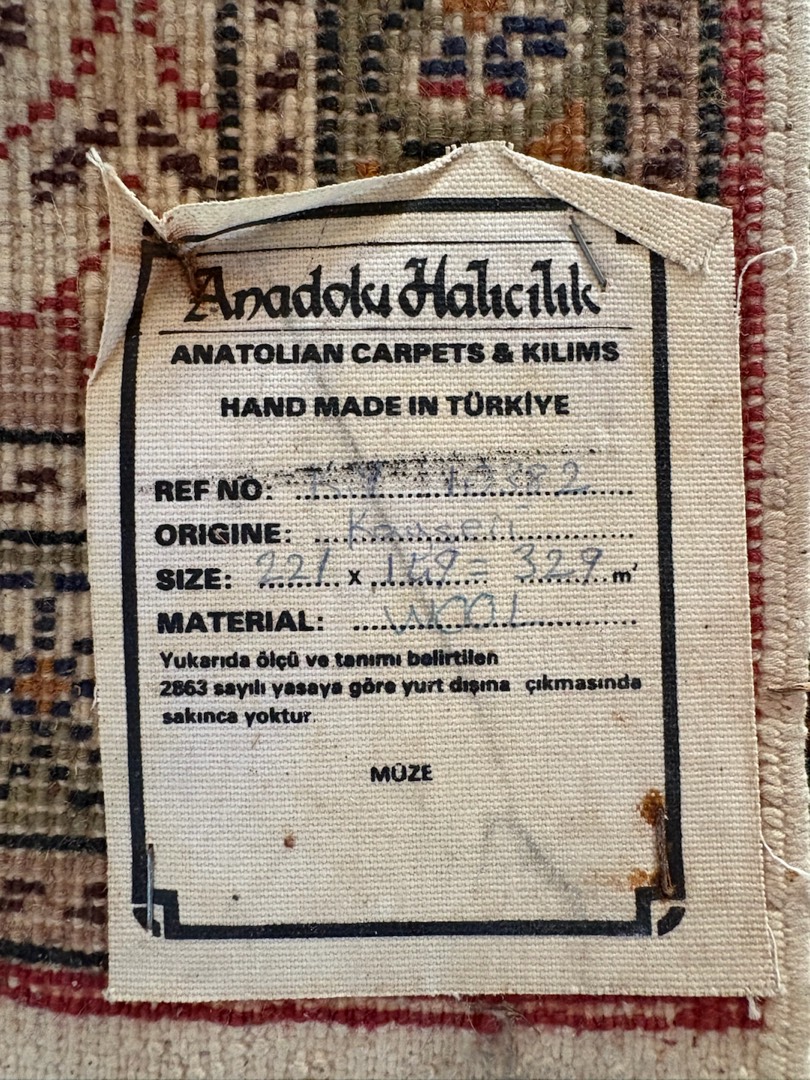 Anadolu Halıcılık
ANATOLIAN CARPETS & KILIMS
HAND MADE IN TÜRKİYE
REF NO:
ORIGINE: Kayseri
SIZE: 221 x 149 = 329 m²
MATERIAL: WOOL
Yukarıda ölçü ve tanımı belirtilen
2863 sayılı yasaya göre yurt dışına çıkmasında
sakınca yoktur.
MÜZE